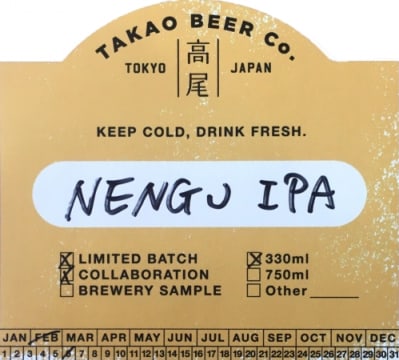 TAKAO BEER Co.
TOKYO 高尾 JAPAN
KEEP COLD, DRINK FRESH.
NENGU IPA
LIMITED BATCH 330ml
COLLABORATION 750ml
BREWERY SAMPLE Other
JAN FEB MAR APR MAY JUN JUL AUG SEP OCT NOV DEC
1 2 3 4 5 6 7 8 9 10 11 12 13 14 15 16 17 18 19 20 21 22 23 24 25 26 27 28 29 30 31